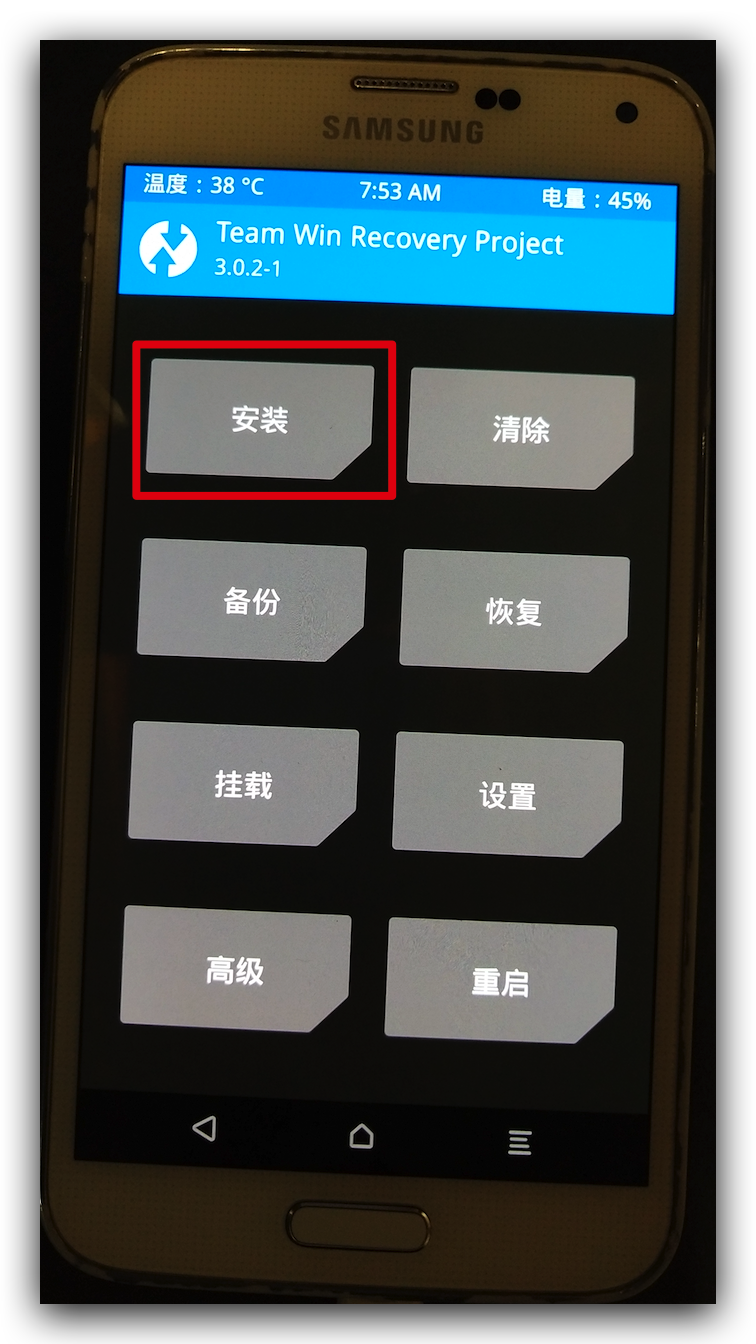 SAMSUNG
温度：38 °C 7:53 AM 电量：45%
Team Win Recovery Project
3.0.2-1
安装 清除
备份 恢复
挂载 设置
高级 重启